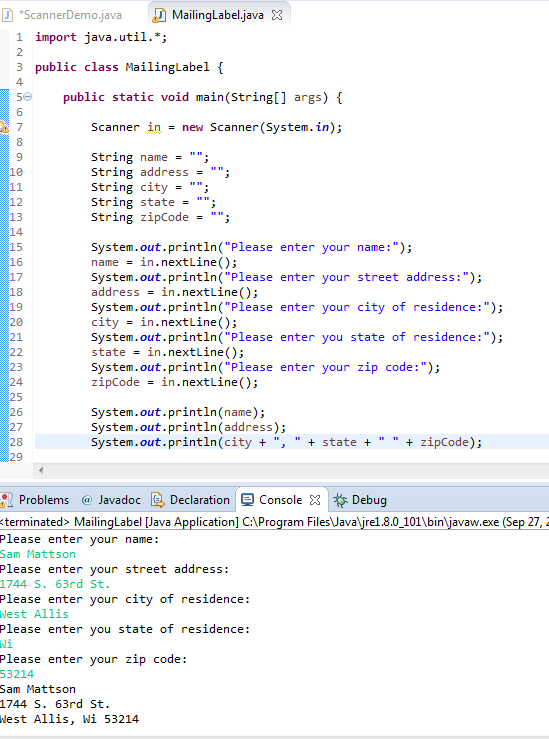 *ScannerDemo.java MailingLabel.java
1 import java.util.*;
2
3 public class MailingLabel {
4
5 public static void main(String[] args) {
6
7 Scanner in = new Scanner(System.in);
8
9 String name = "";
10 String address = "";
11 String city = "";
12 String state = "";
13 String zipCode = "";
14
15 System.out.println("Please enter your name:");
16 name = in.nextLine();
17 System.out.println("Please enter your street address:");
18 address = in.nextLine();
19 System.out.println("Please enter your city of residence:");
20 city = in.nextLine();
21 System.out.println("Please enter you state of residence:");
22 state = in.nextLine();
23 System.out.println("Please enter your zip code:");
24 zipCode = in.nextLine();
25
26 System.out.println(name);
27 System.out.println(address);
28 System.out.println(city + ", " + state + " " + zipCode);
29
Problems @ Javadoc Declaration Console Debug
<terminated> MailingLabel [Java Application] C:\Program Files\Java\jre1.8.0_101\bin\javaw.exe (Sep 27, 2
Please enter your name:
Sam Mattson
Please enter your street address:
1744 S. 63rd St.
Please enter your city of residence:
West Allis
Please enter you state of residence:
Wi
Please enter your zip code:
53214
Sam Mattson
1744 S. 63rd St.
West Allis, Wi 53214